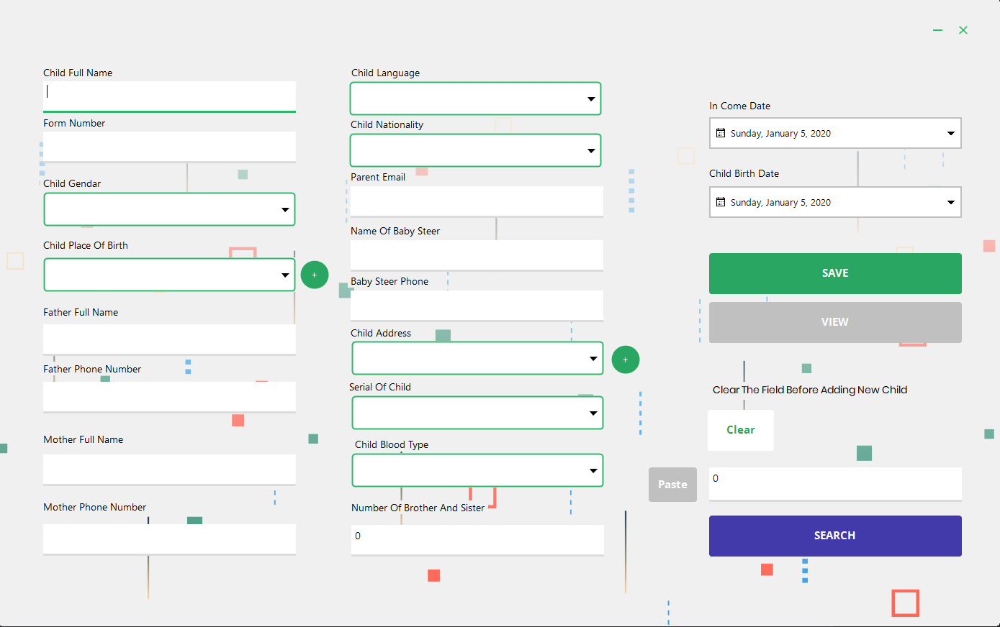 Child Full Name
Form Number
Child Gendar
Child Place Of Birth
+
Father Full Name
Father Phone Number
Mother Full Name
Mother Phone Number
Child Language
Child Nationality
Parent Email
Name Of Baby Steer
Baby Steer Phone
Child Address
+
Serial Of Child
Child Blood Type
Number Of Brother And Sister
0
In Come Date
Sunday, January 5, 2020
Child Birth Date
Sunday, January 5, 2020
SAVE
VIEW
Clear The Field Before Adding New Child
Clear
Paste
0
SEARCH